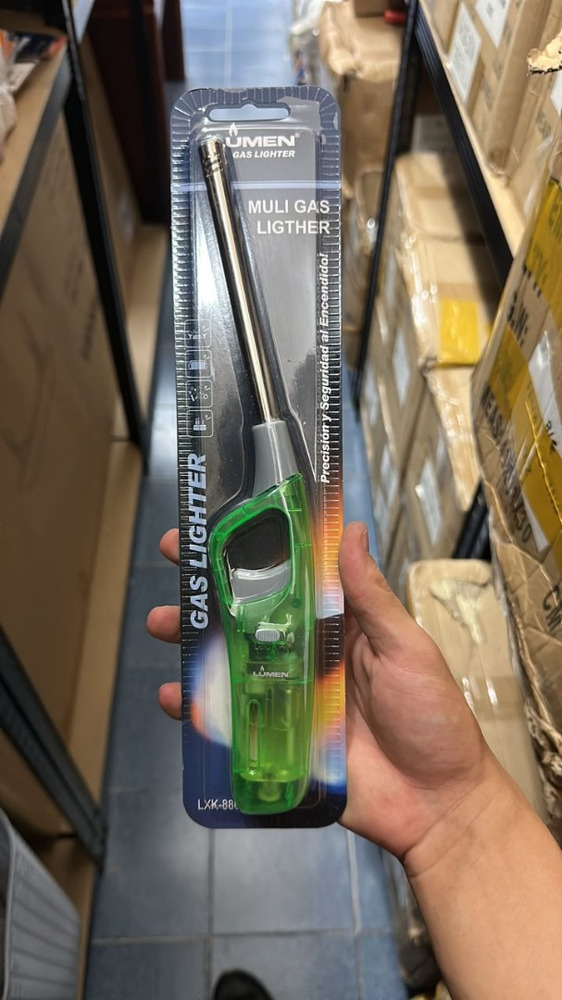 LUMEN®
GAS LIGHTER
MULI GAS
LIGTHER
Precisión y Seguridad al Encendido!
GAS LIGHTER
LUMEN